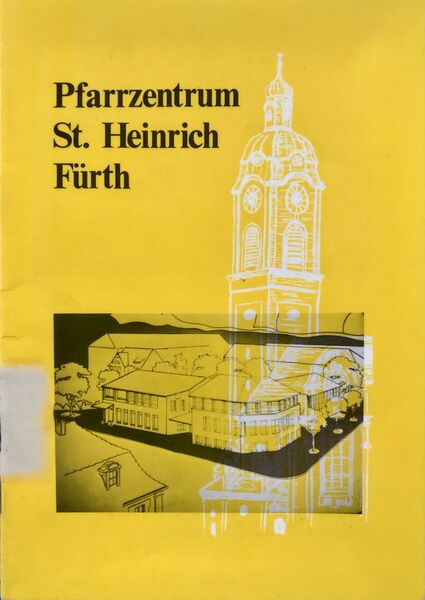 Pfarrzentrum
St. Heinrich
Fürth